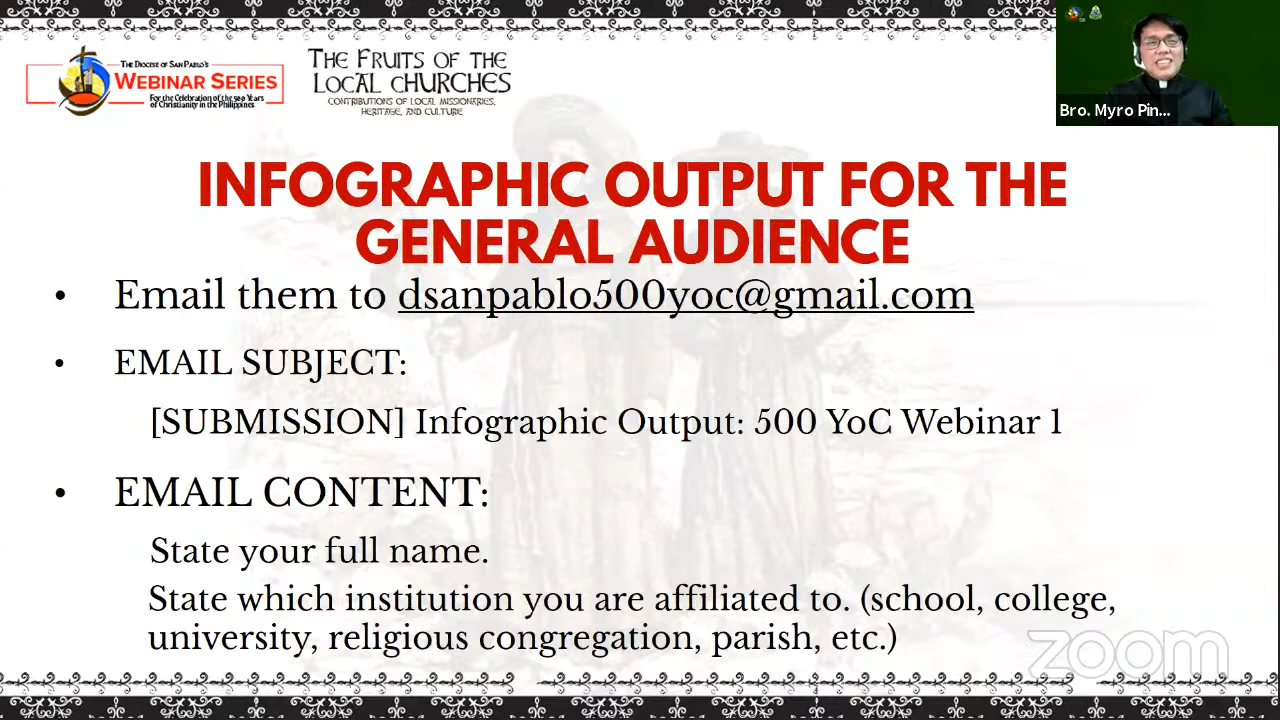 THE DIOCESE OF SAN PABLO'S
WEBINAR SERIES
For the Celebration of the 500 Years
of Christianity in the Philippines
THE FRUITS OF THE
LOCAL CHURCHES
CONTRIBUTIONS OF LOCAL MISSIONARIES,
HERITAGE, AND CULTURE
Bro. Myro Pin...
INFOGRAPHIC OUTPUT FOR THE
GENERAL AUDIENCE
• Email them to dsanpablo500yoc@gmail.com
• EMAIL SUBJECT:
[SUBMISSION] Infographic Output: 500 YoC Webinar 1
• EMAIL CONTENT:
State your full name.
State which institution you are affiliated to. (school, college,
university, religious congregation, parish, etc.)
zoom